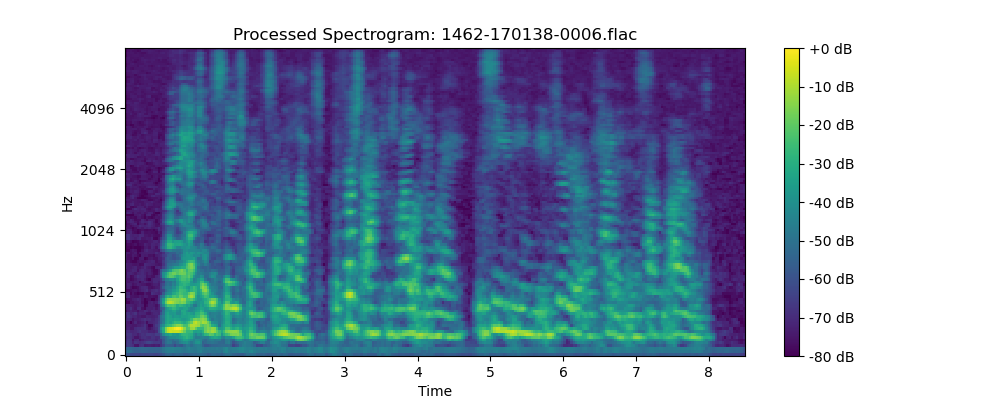 Processed Spectrogram: 1462-170138-0006.flac
Hz
4096
2048
1024
512
0
0 1 2 3 4 5 6 7 8
Time
+0 dB
-10 dB
-20 dB
-30 dB
-40 dB
-50 dB
-60 dB
-70 dB
-80 dB